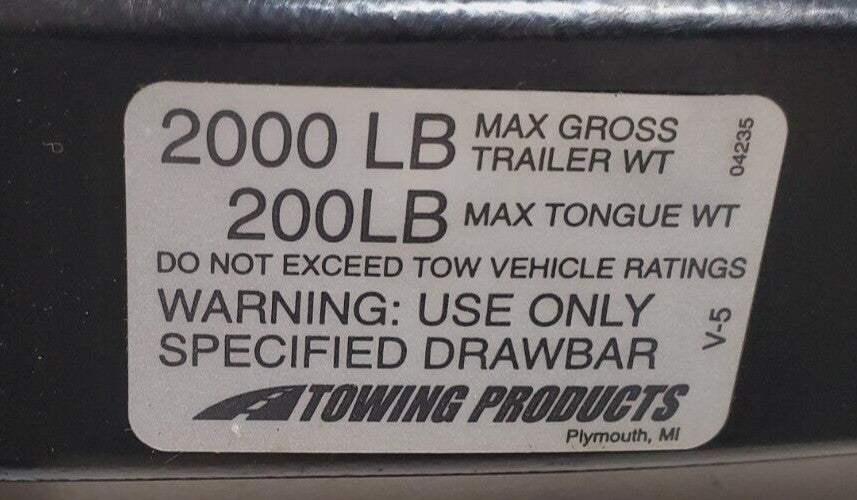 2000 LB MAX GROSS
TRAILER WT
04235
200LB MAX TONGUE WT
DO NOT EXCEED TOW VEHICLE RATINGS
WARNING: USE ONLY
SPECIFIED DRAWBAR
V-5
TOWING PRODUCTS
Plymouth, MI